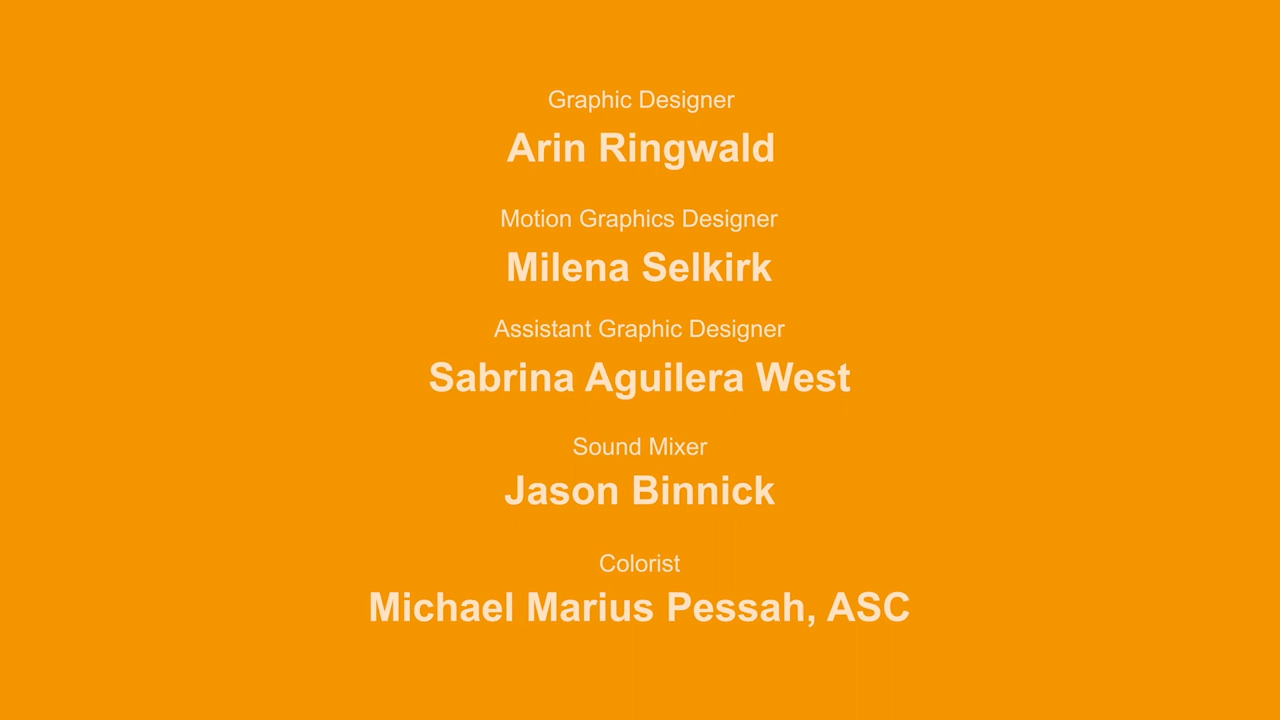 Graphic Designer
Arin Ringwald
Motion Graphics Designer
Milena Selkirk
Assistant Graphic Designer
Sabrina Aguilera West
Sound Mixer
Jason Binnick
Colorist
Michael Marius Pessah, ASC